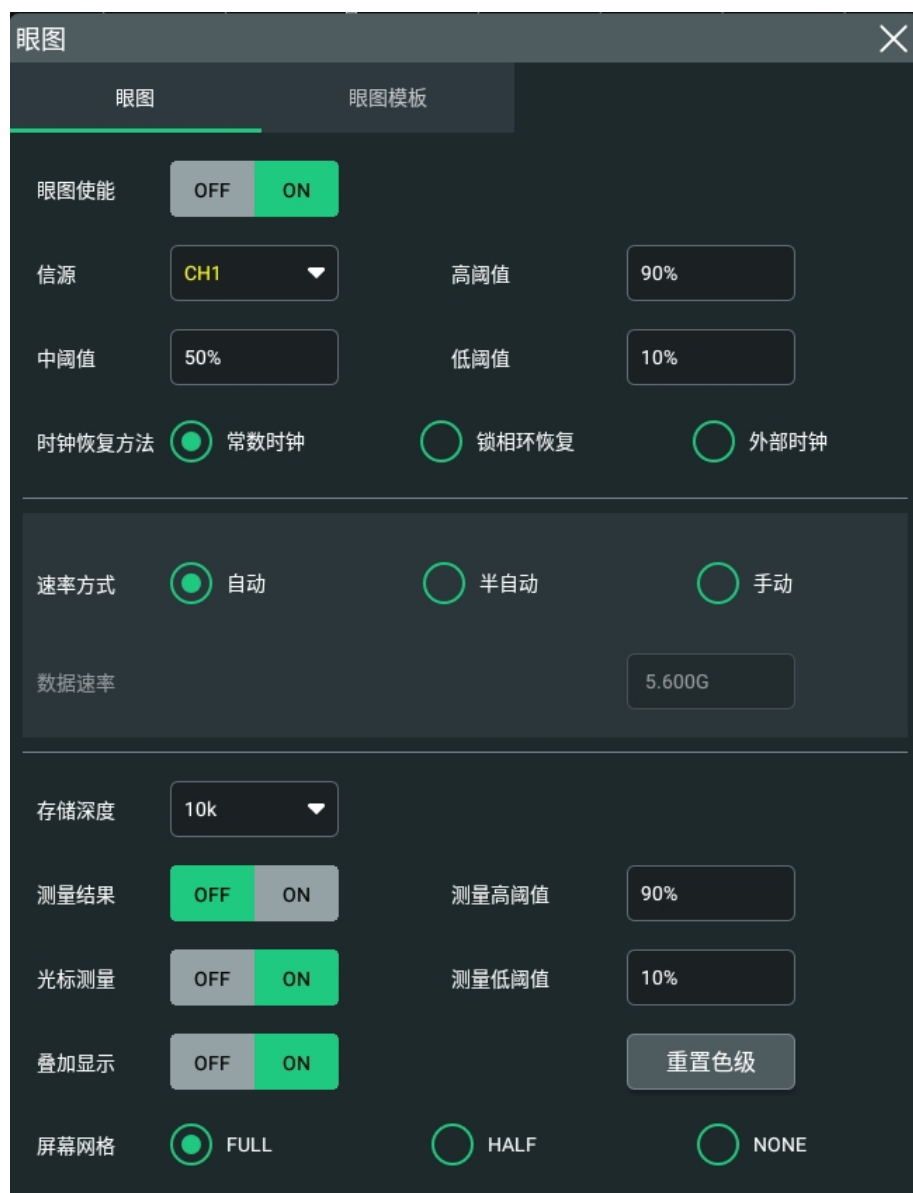 眼图
眼图 眼图模板
眼图使能 OFF ON
信源 CH1 高阈值 90%
中阈值 50% 低阈值 10%
时钟恢复方法 常数时钟 锁相环恢复 外部时钟
速率方式 自动 半自动 手动
数据速率 5.600G
存储深度 10k
测量结果 OFF ON 测量高阈值 90%
光标测量 OFF ON 测量低阈值 10%
叠加显示 OFF ON 重置色级
屏幕网格 FULL HALF NONE